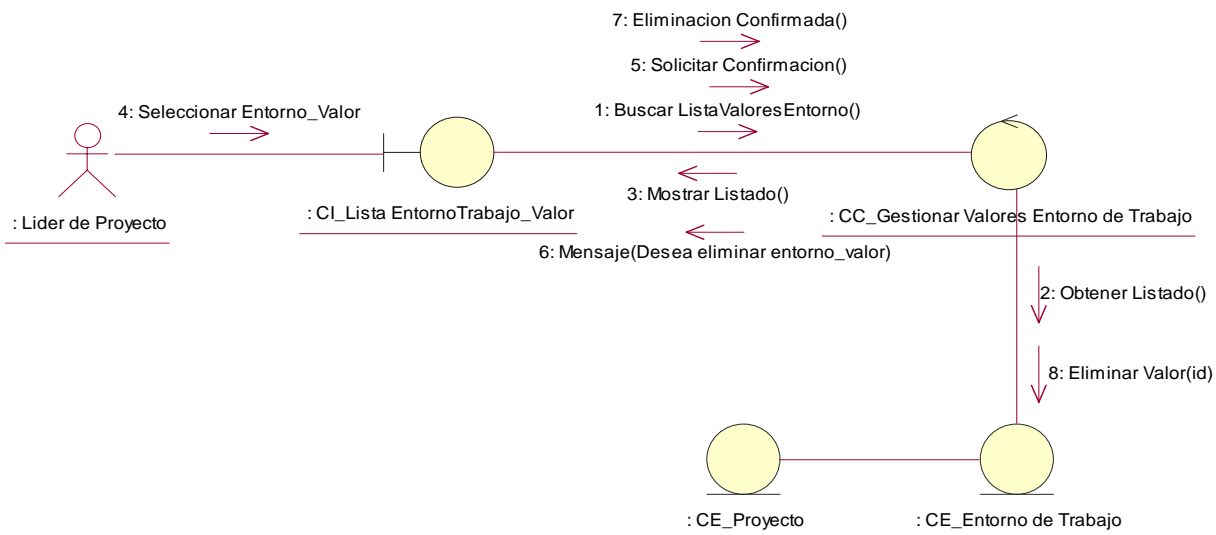 7: Eliminacion Confirmada()
5: Solicitar Confirmacion()
4: Seleccionar Entorno_Valor
1: Buscar ListaValoresEntorno()
3: Mostrar Listado()
: Lider de Proyecto
: CI_Lista EntornoTrabajo_Valor
: CC_Gestionar Valores Entorno de Trabajo
6: Mensaje(Desea eliminar entorno_valor)
2: Obtener Listado()
8: Eliminar Valor(id)
: CE_Proyecto
: CE_Entorno de Trabajo